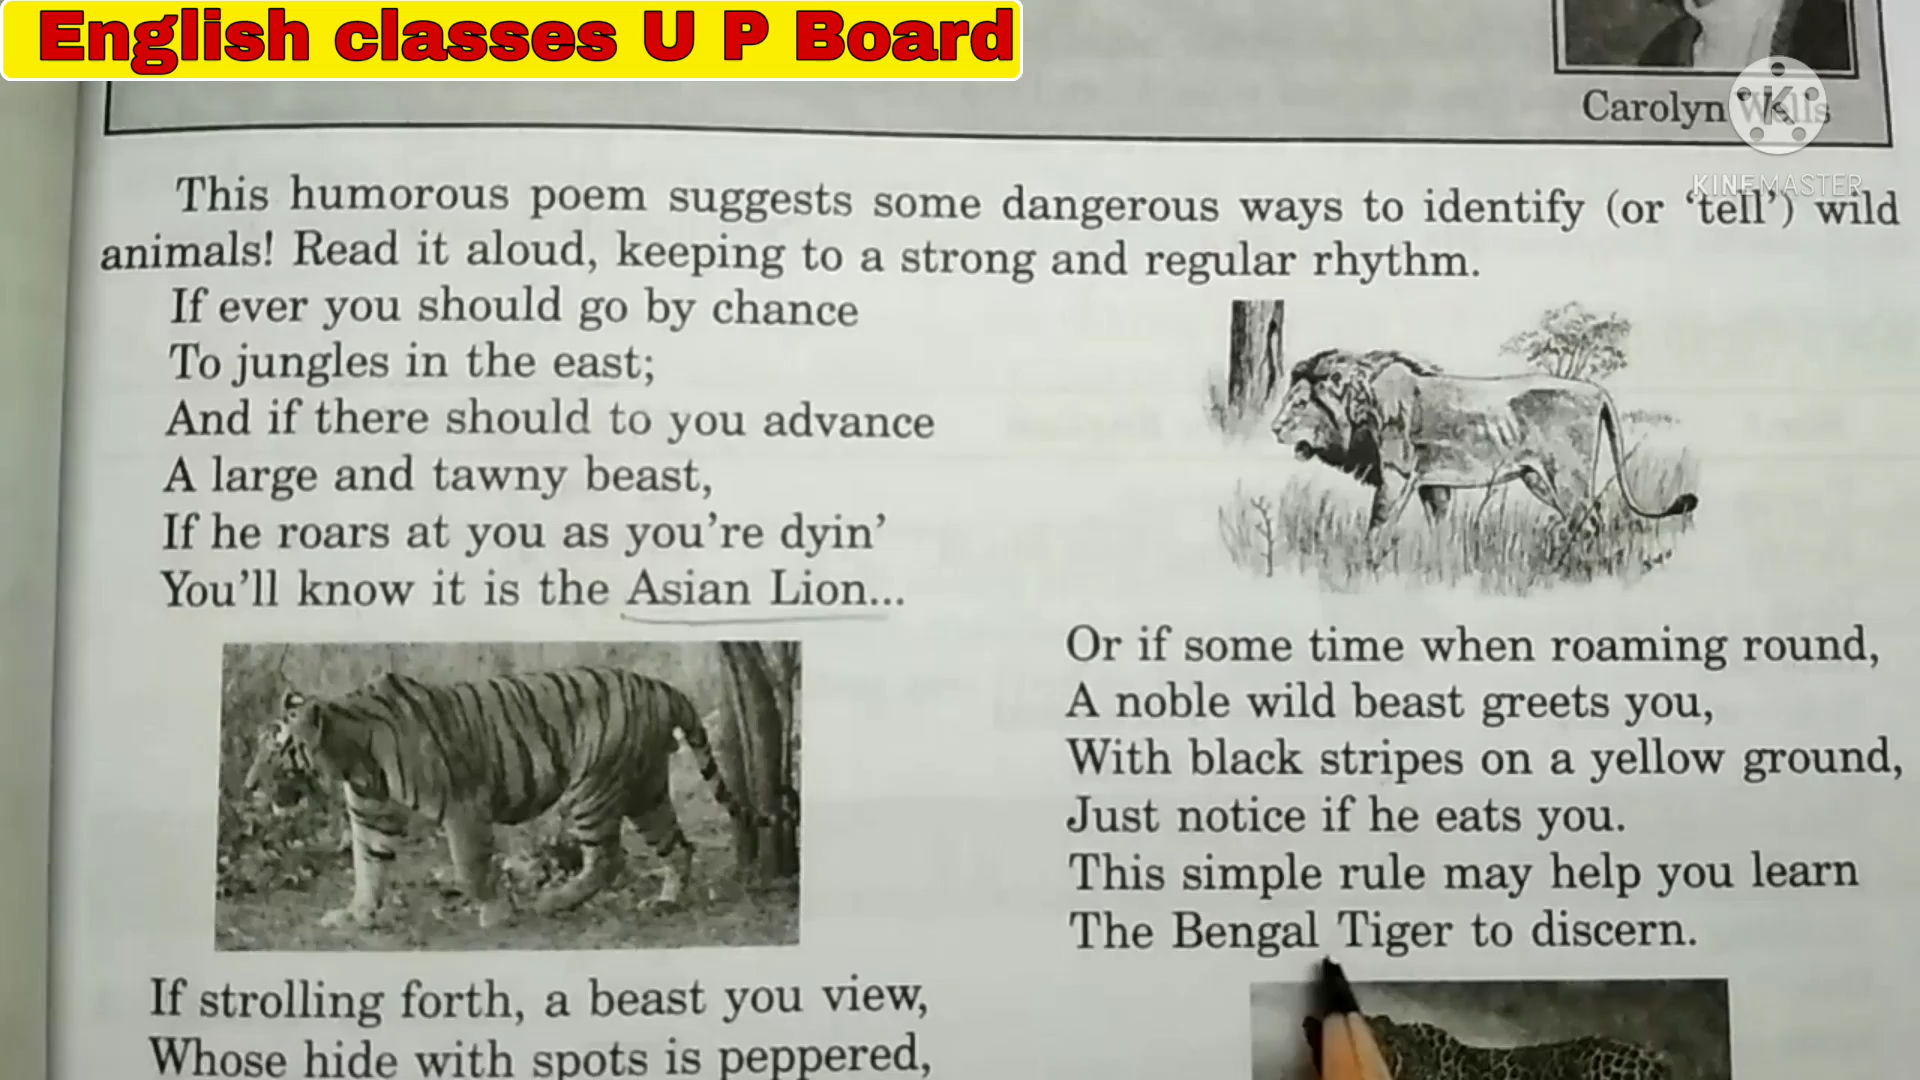 English classes U P Board
Carolyn Wells
KINEMASTER
This humorous poem suggests some dangerous ways to identify (or ‘tell’) wild
animals! Read it aloud, keeping to a strong and regular rhythm.
If ever you should go by chance
To jungles in the east;
And if there should to you advance
A large and tawny beast,
If he roars at you as you’re dyin’
You’ll know it is the Asian Lion...
Or if some time when roaming round,
A noble wild beast greets you,
With black stripes on a yellow ground,
Just notice if he eats you.
This simple rule may help you learn
The Bengal Tiger to discern.
If strolling forth, a beast you view,
Whose hide with spots is peppered,